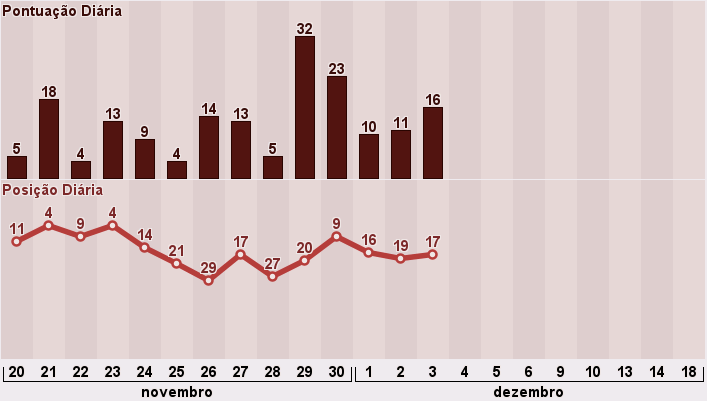 Pontuação Diária
5 18 4 13 9 4 14 13 5 32 23 10 11 16
Posição Diária
11 4 9 4 14 21 29 17 27 20 9 16 19 17
20 21 22 23 24 25 26 27 28 29 30 1 2 3 4 5 6 9 10 13 14 18
novembro dezembro